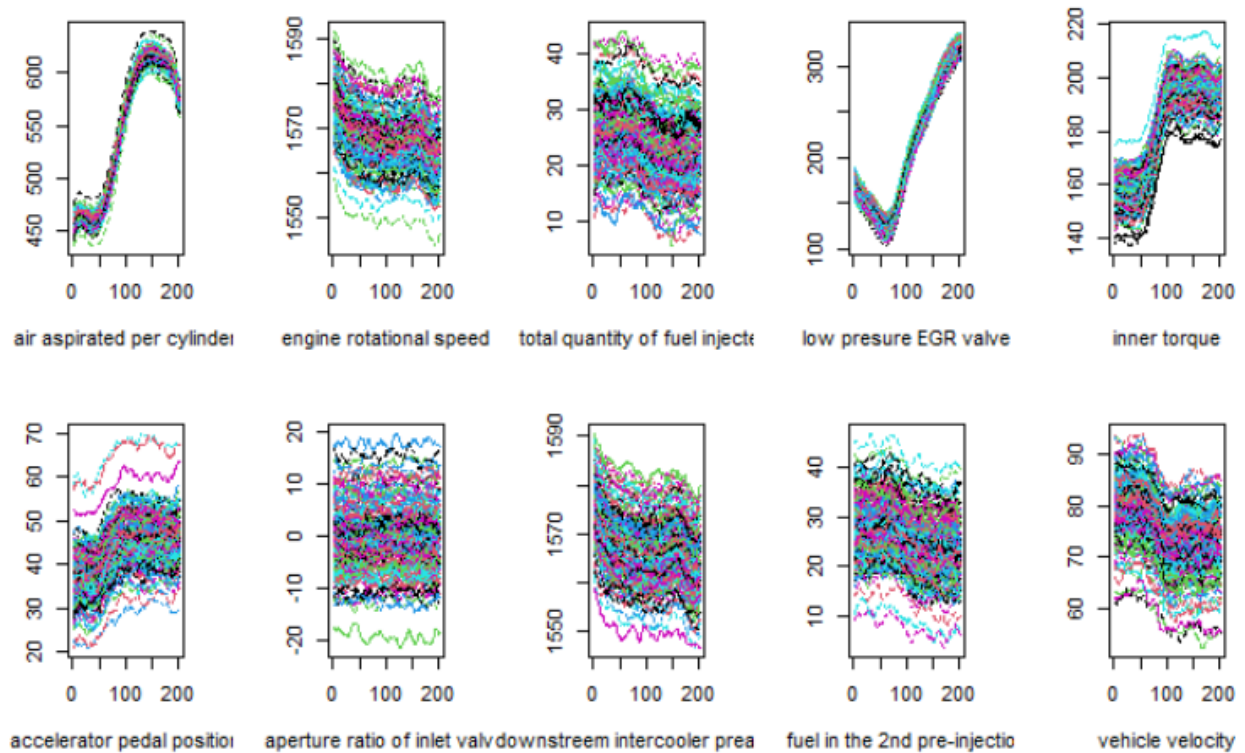 450 500 550 600
1550 1570 1590
10 20 30 40
100 200 300
140 160 180 200 220
0 100 200
0 100 200
0 100 200
0 100 200
0 100 200
air aspirated per cylinder
engine rotational speed
total quantity of fuel injecte
low presure EGR valve
inner torque
20 30 40 50 60 70
-20 -10 0 10 20
1550 1570 1590
10 20 30 40
60 70 80 90
0 100 200
0 100 200
0 100 200
0 100 200
0 100 200
accelerator pedal position
aperture ratio of inlet valv
downstreem intercooler prea
fuel in the 2nd pre-injectio
vehicle velocity